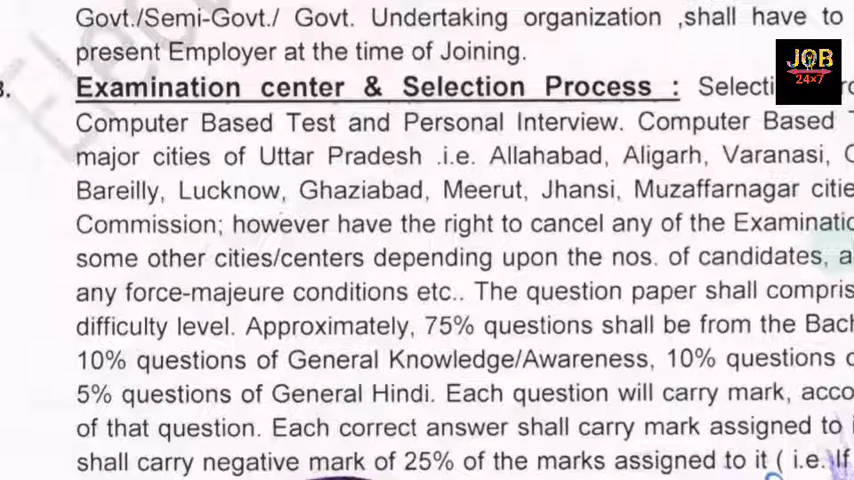 Govt./Semi-Govt./ Govt. Undertaking organization ,shall have to
present Employer at the time of Joining.
Examination center & Selection Process : Selecti
Computer Based Test and Personal Interview. Computer Based
major cities of Uttar Pradesh .i.e. Allahabad, Aligarh, Varanasi,
Bareilly, Lucknow, Ghaziabad, Meerut, Jhansi, Muzaffarnagar citie
Commission; however have the right to cancel any of the Examinatio
some other cities/centers depending upon the nos. of candidates, a
any force-majeure conditions etc.. The question paper shall compris
difficulty level. Approximately, 75% questions shall be from the Bach
10% questions of General Knowledge/Awareness, 10% questions
5% questions of General Hindi. Each question will carry mark, acco
of that question. Each correct answer shall carry mark assigned to i
shall carry negative mark of 25% of the marks assigned to it ( i.e. If
JOB
24×7